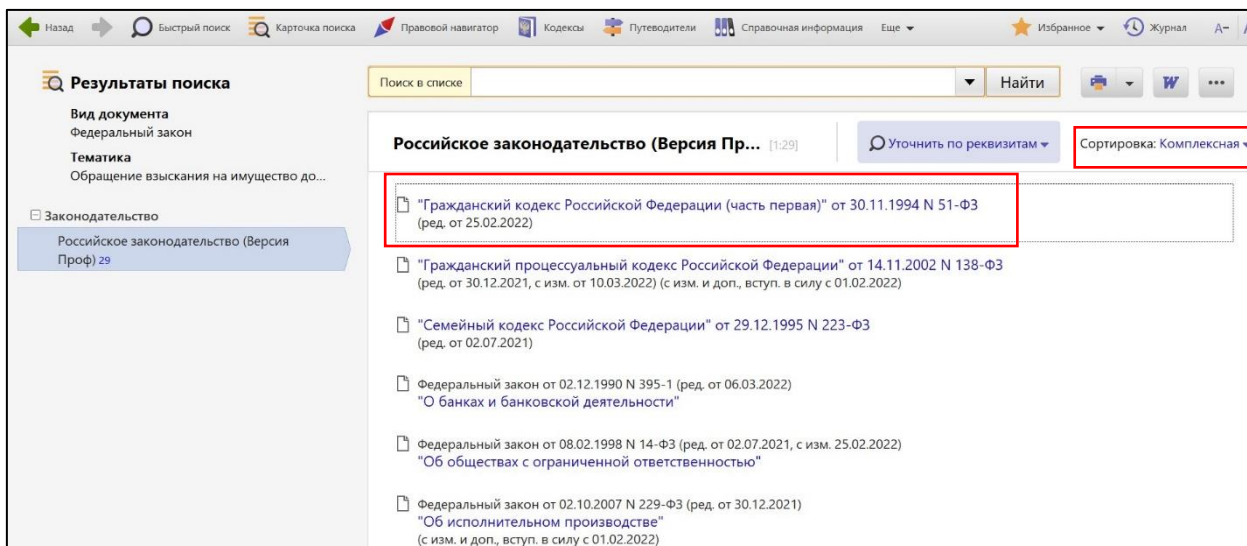 Назад
Быстрый поиск
Карточка поиска
Правовой навигатор
Кодексы
Путеводители
Справочная информация
Еще
Избранное
Журнал
А-
Результаты поиска
Вид документа
Федеральный закон
Тематика
Обращение взыскания на имущество до...
Законодательство
Российское законодательство (Версия
Проф) 29
Поиск в списке
Найти
W
Российское законодательство (Версия Пр... [1:29]
Уточнить по реквизитам
Сортировка: Комплексная
"Гражданский кодекс Российской Федерации (часть первая)" от 30.11.1994 N 51-ФЗ
(ред. от 25.02.2022)
"Гражданский процессуальный кодекс Российской Федерации" от 14.11.2002 N 138-ФЗ
(ред. от 30.12.2021, с изм. от 10.03.2022) (с изм. и доп., вступ. в силу с 01.02.2022)
"Семейный кодекс Российской Федерации" от 29.12.1995 N 223-ФЗ
(ред. от 02.07.2021)
Федеральный закон от 02.12.1990 N 395-1 (ред. от 06.03.2022)
"О банках и банковской деятельности"
Федеральный закон от 08.02.1998 N 14-ФЗ (ред. от 02.07.2021, с изм. 25.02.2022)
"Об обществах с ограниченной ответственностью"
Федеральный закон от 02.10.2007 N 229-ФЗ (ред. от 30.12.2021)
"Об исполнительном производстве"
(с изм. и доп., вступ. в силу с 01.02.2022)